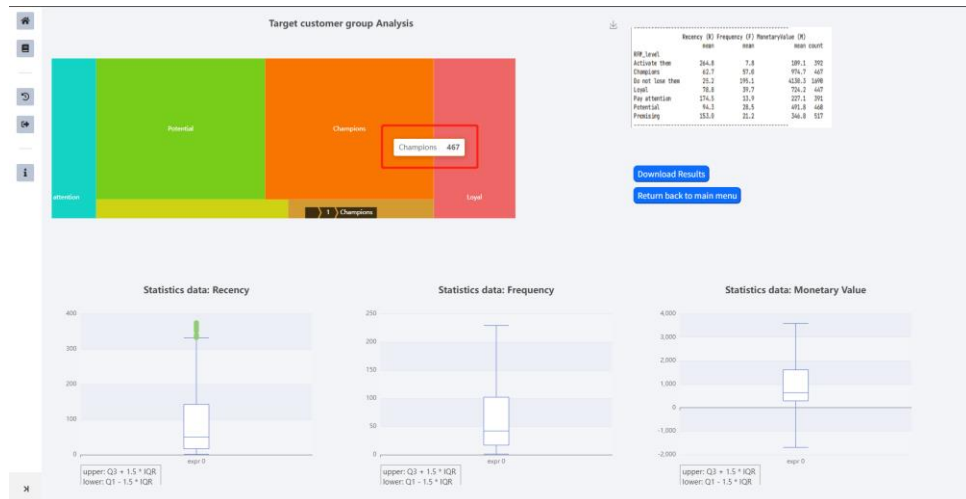 Target customer group Analysis
Recency (R) Frequency (F) MonetaryValue (M)
mean mean mean count
RFM_level
Activate them 264.8 7.8 109.1 392
Champions 62.7 57.0 974.7 467
Do not lose them 25.2 195.1 4130.3 1690
Loyal 78.8 39.7 724.2 447
Pay attention 174.5 13.9 227.1 391
Potential 94.3 28.5 491.8 460
Promising 153.0 21.2 346.8 517
Potential
Champions
Champions 467
attention
Loyal
1 Champions
Download Results
Return back to main menu
Statistics data: Recency
400
300
200
100
0
expr 0
upper: Q3 + 1.5 * IQR
lower: Q1 - 1.5 * IQR
Statistics data: Frequency
250
200
150
100
50
0
expr 0
upper: Q3 + 1.5 * IQR
lower: Q1 - 1.5 * IQR
Statistics data: Monetary Value
4,000
3,000
2,000
1,000
0
-1,000
-2,000
expr 0
upper: Q3 + 1.5 * IQR
lower: Q1 - 1.5 * IQR